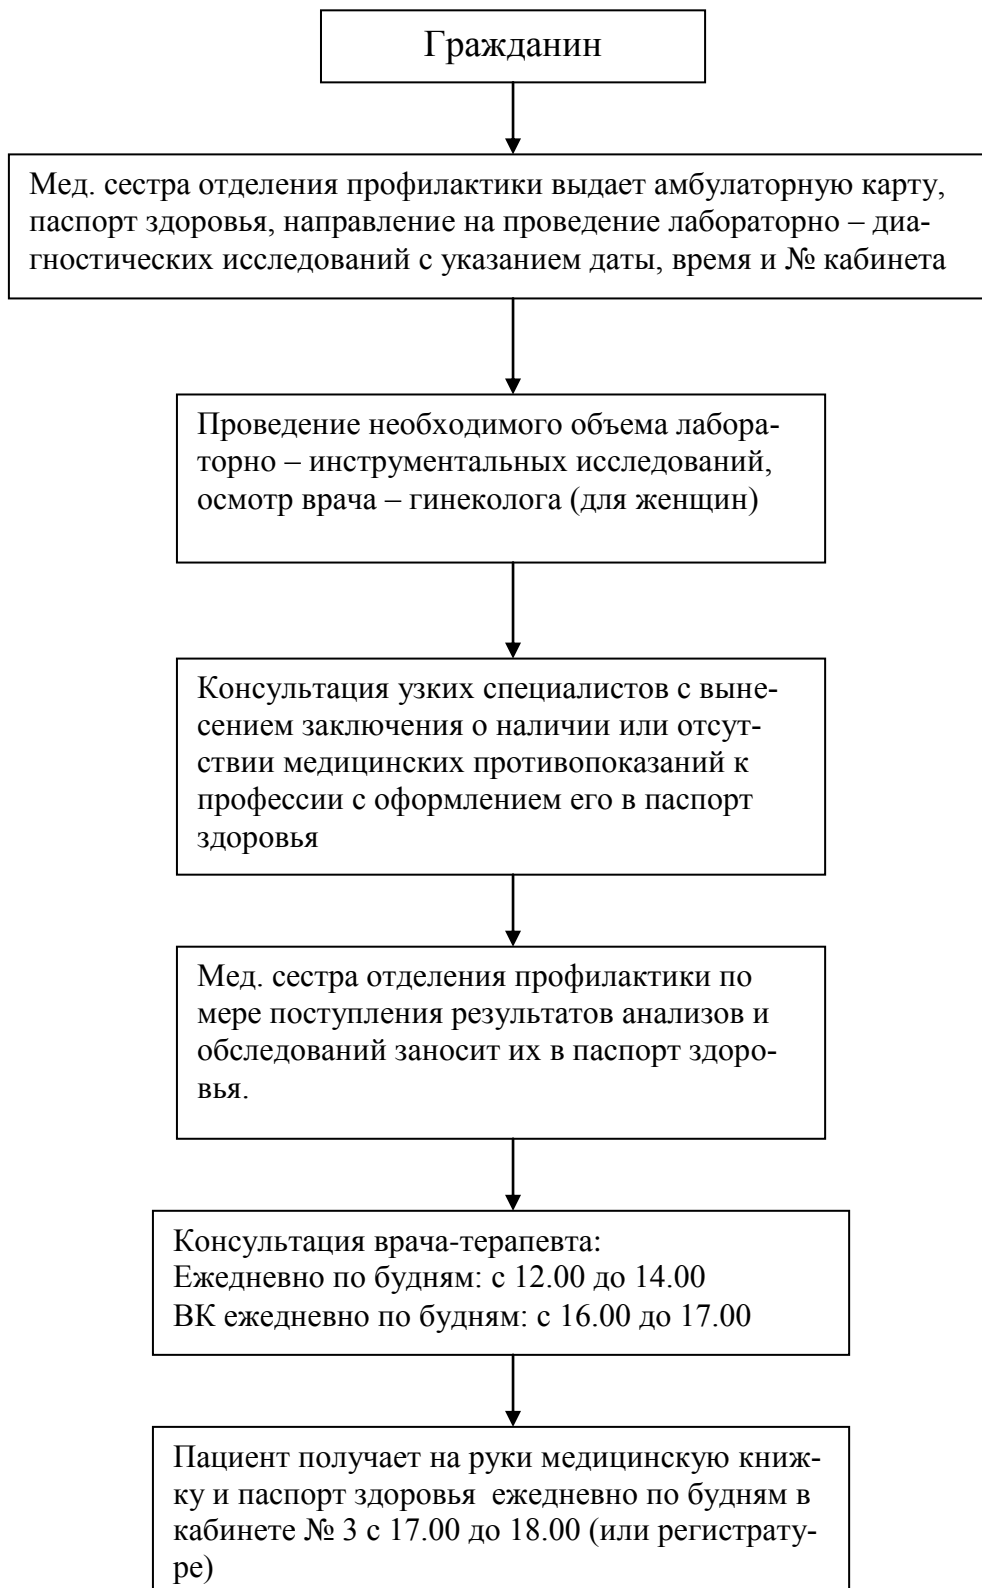 Гражданин
Мед. сестра отделения профилактики выдает амбулаторную карту,
паспорт здоровья, направление на проведение лабораторно – диа-
гностических исследований с указанием даты, время и № кабинета
Проведение необходимого объема лабора-
торно – инструментальных исследований,
осмотр врача – гинеколога (для женщин)
Консультация узких специалистов с выне-
сением заключения о наличии или отсут-
ствии медицинских противопоказаний к
профессии с оформлением его в паспорт
здоровья
Мед. сестра отделения профилактики по
мере поступления результатов анализов и
обследований заносит их в паспорт здоро-
вья.
Консультация врача-терапевта:
Ежедневно по будням: с 12.00 до 14.00
ВК ежедневно по будням: с 16.00 до 17.00
Пациент получает на руки медицинскую книж-
ку и паспорт здоровья  ежедневно по будням в
кабинете № 3 с 17.00 до 18.00 (или регистрату-
ре)